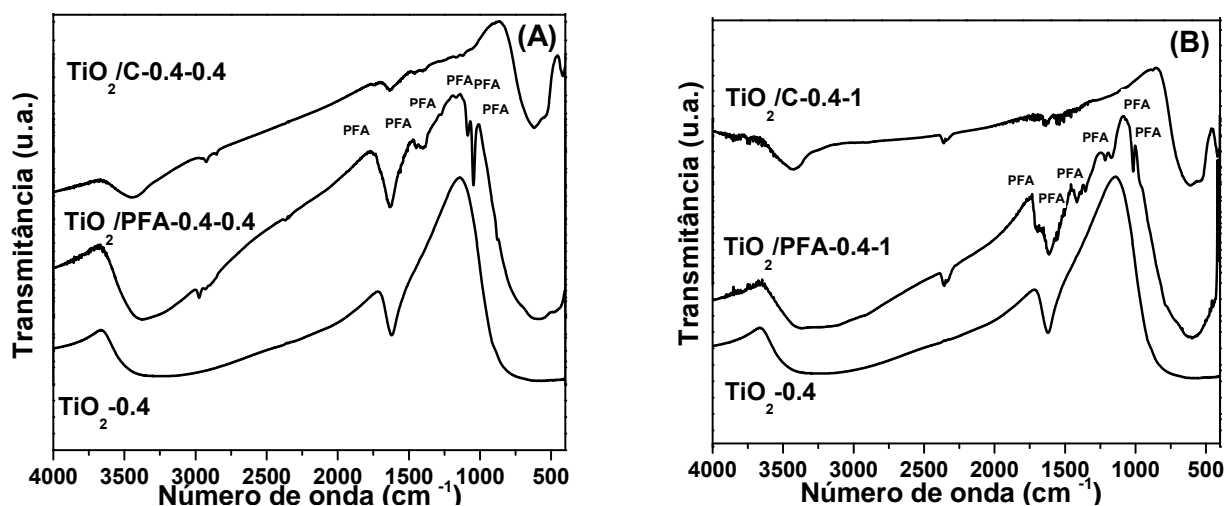 (A)
Transmitância (u.a.)
TiO2/C-0.4-0.4
PFA PFA
PFA PFA
PFA PFA
TiO2/PFA-0.4-0.4
TiO2-0.4
4000 3500 3000 2500 2000 1500 1000 500
Número de onda (cm -1)
(B)
Transmitância (u.a.)
TiO2/C-0.4-1
PFA
PFA PFA
PFA
PFA
TiO2/PFA-0.4-1
TiO2-0.4
4000 3500 3000 2500 2000 1500 1000 500
Número de onda (cm -1)